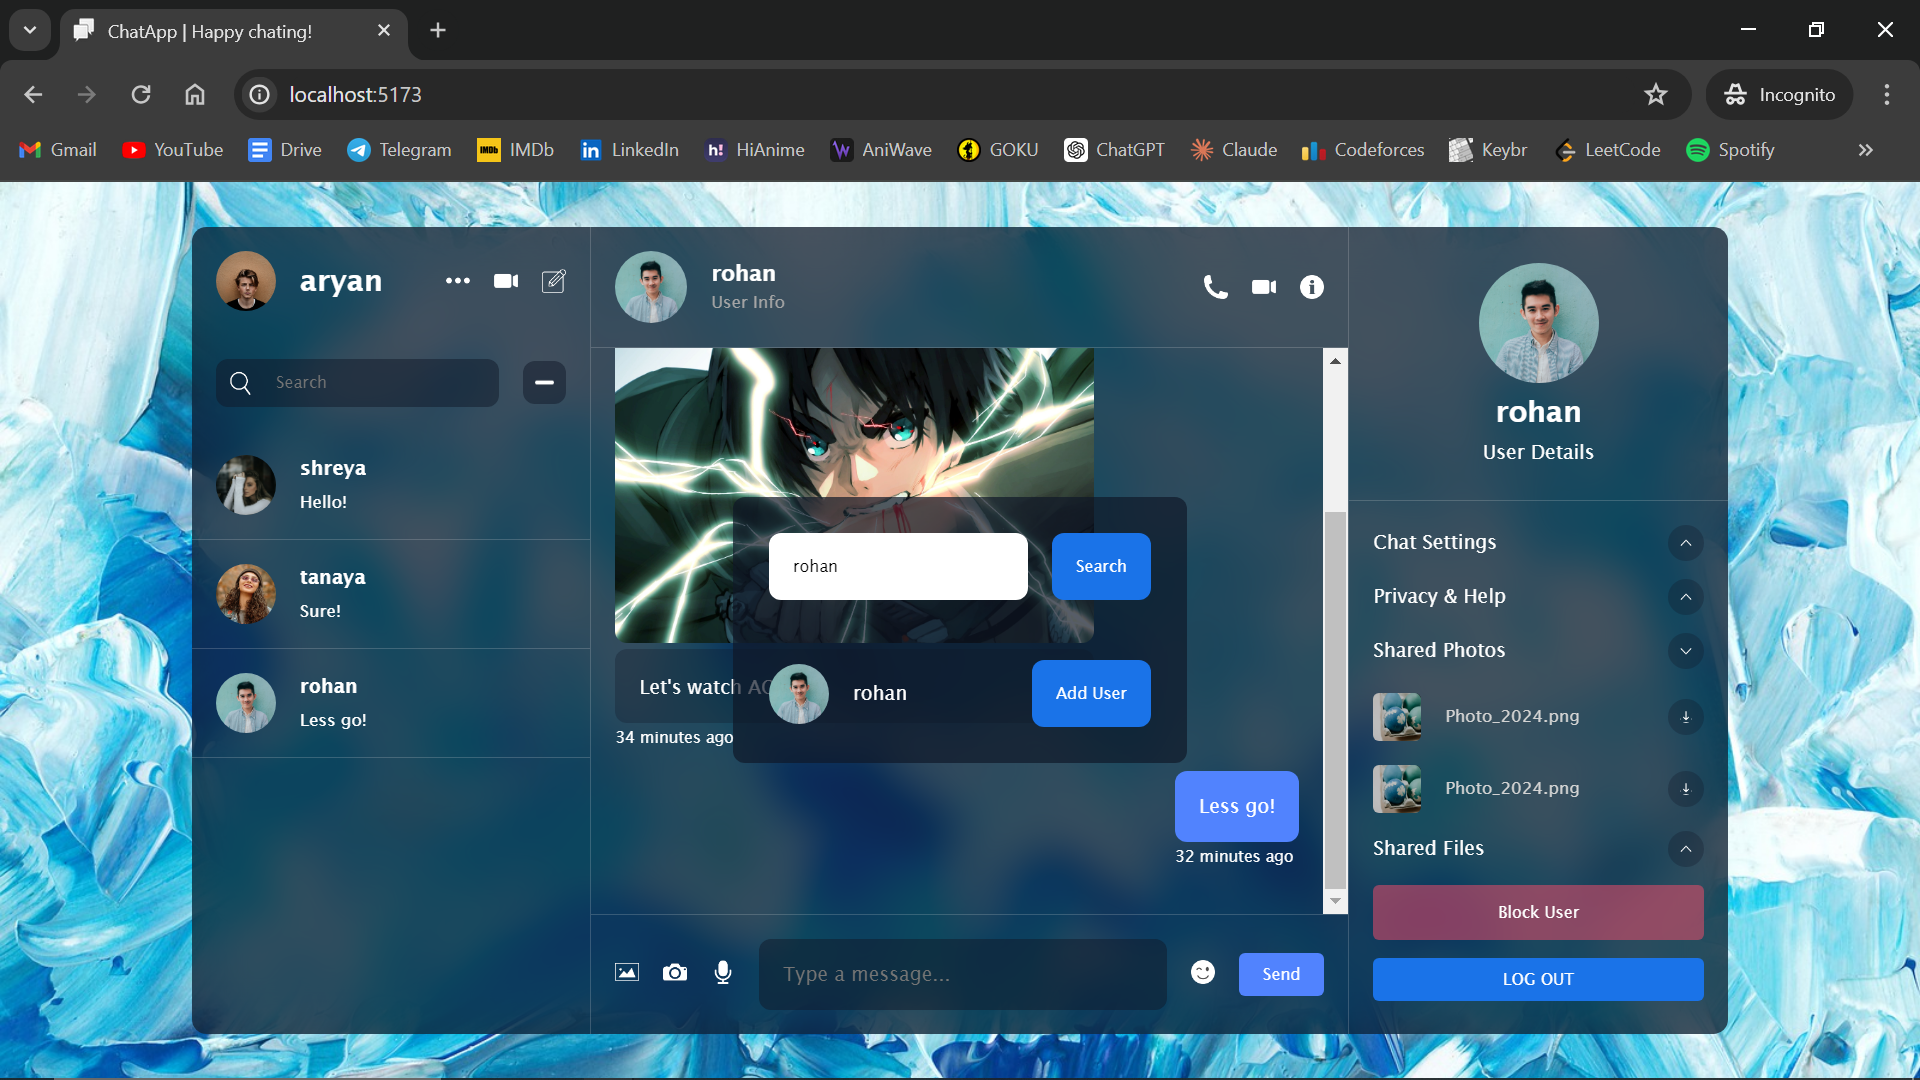 ChatApp | Happy chating!
localhost:5173
Incognito
Gmail YouTube Drive Telegram IMDb IMDb in LinkedIn h! HiAnime AniWave GOKU ChatGPT Claude Codeforces Keybr LeetCode Spotify
aryan
Search
shreya
Hello!
tanaya
Sure!
rohan
Less go!
rohan
User Info
rohan
Search
Let's watch AO
rohan
Add User
34 minutes ago
Less go!
32 minutes ago
Type a message...
Send
rohan
User Details
Chat Settings
Privacy & Help
Shared Photos
Photo_2024.png
Photo_2024.png
Shared Files
Block User
LOG OUT